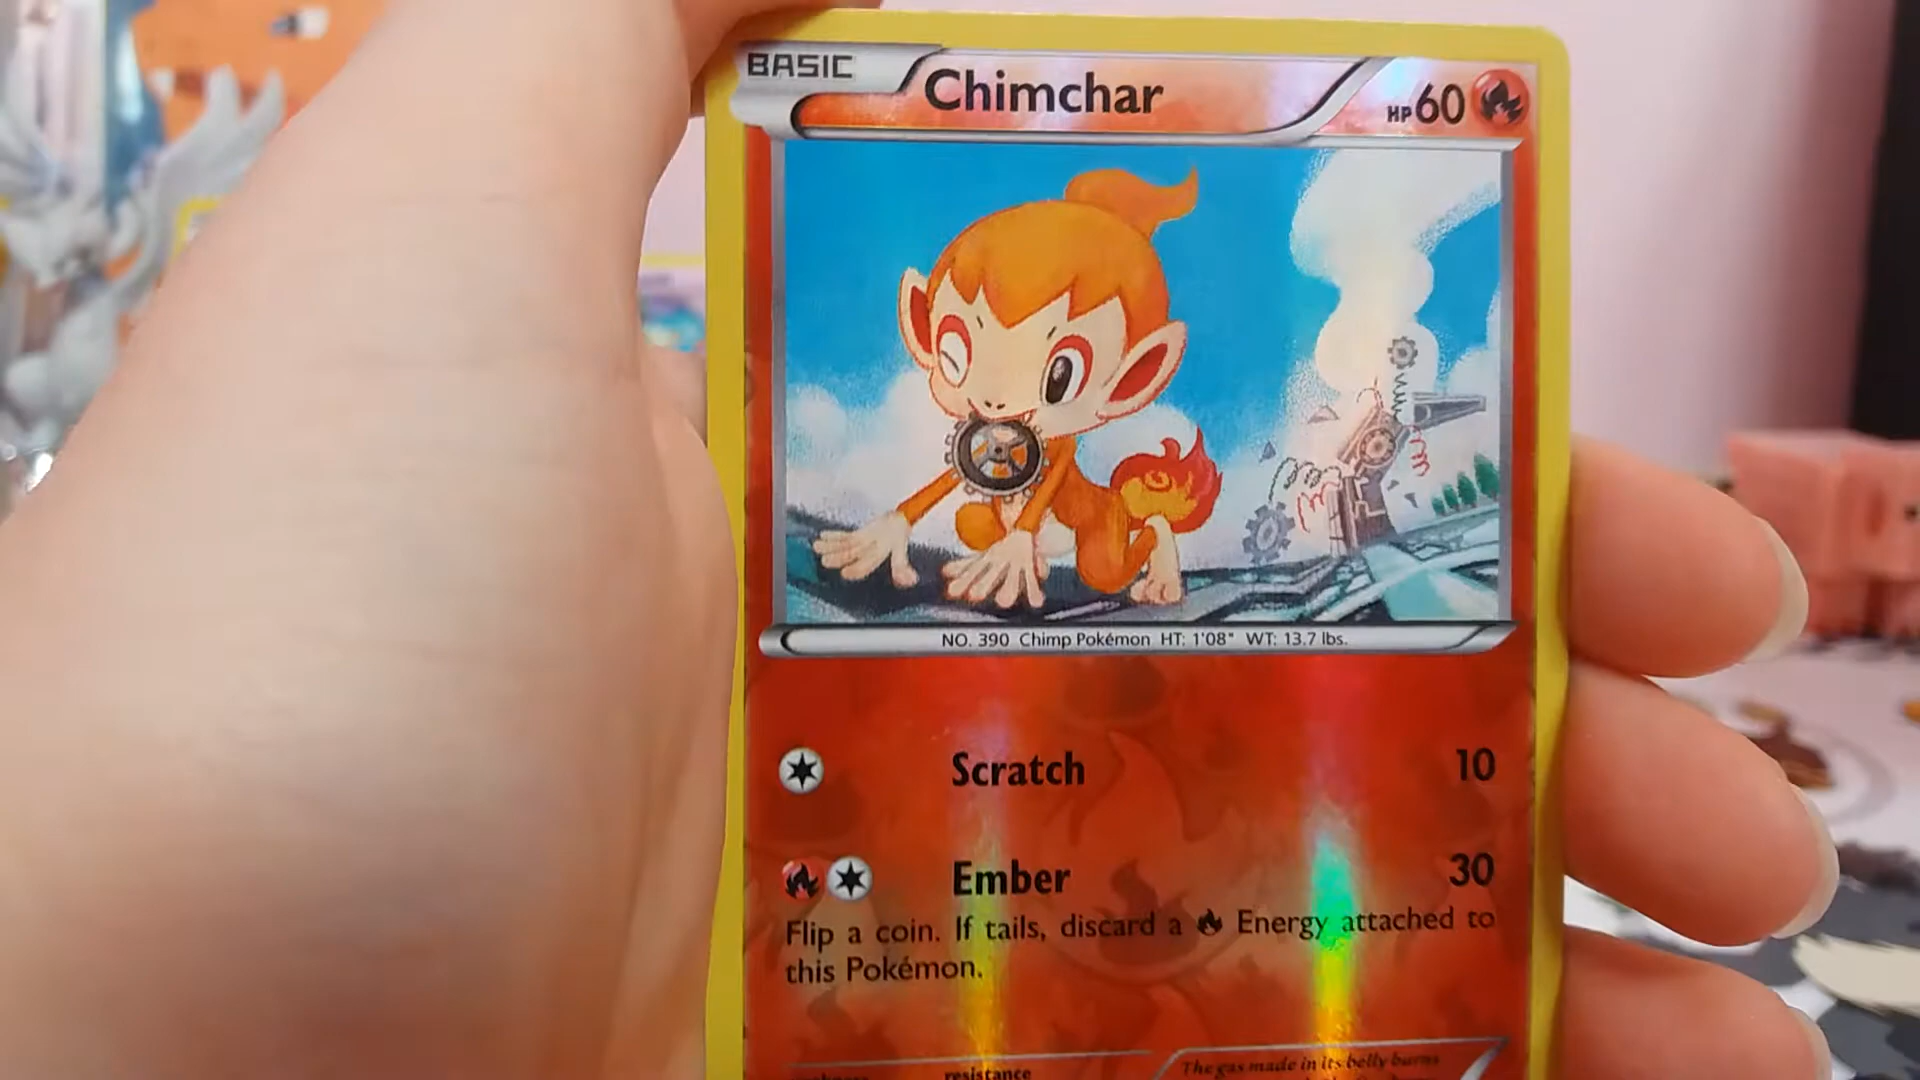 BASIC
Chimchar
HP60
NO. 390 Chimp Pokémon HT: 1'08" WT: 13.7 lbs.
Scratch 10
Ember 30
Flip a coin. If tails, discard a Energy attached to
this Pokémon.
resistance
The gas made in its belly burns